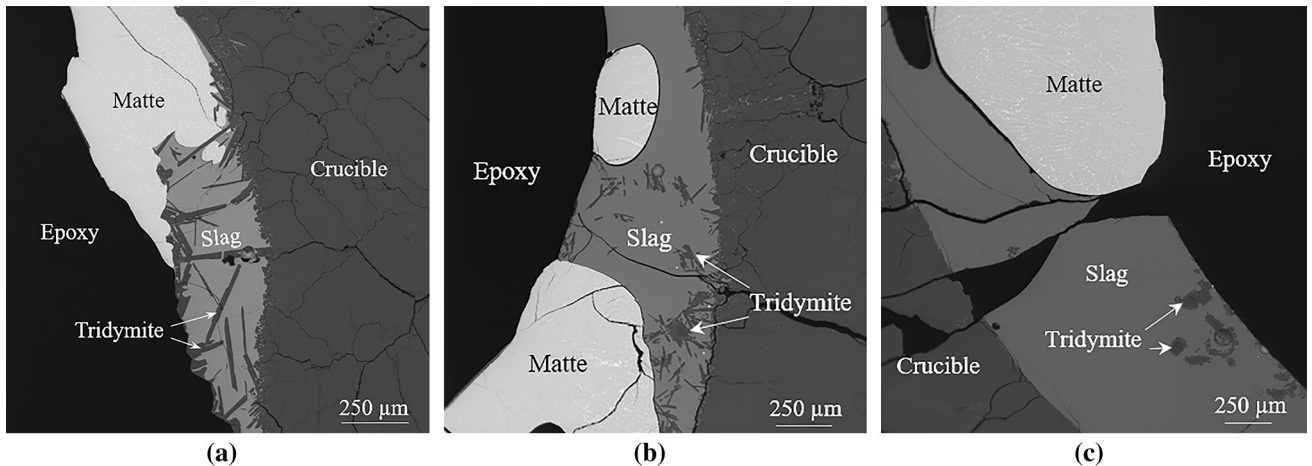 Matte
Crucible
Epoxy
Slag
Tridymite
250 µm
(a)
Matte
Crucible
Epoxy
Slag
Tridymite
Matte
250 µm
(b)
Matte
Epoxy
Slag
Tridymite
Crucible
250 µm
(c)